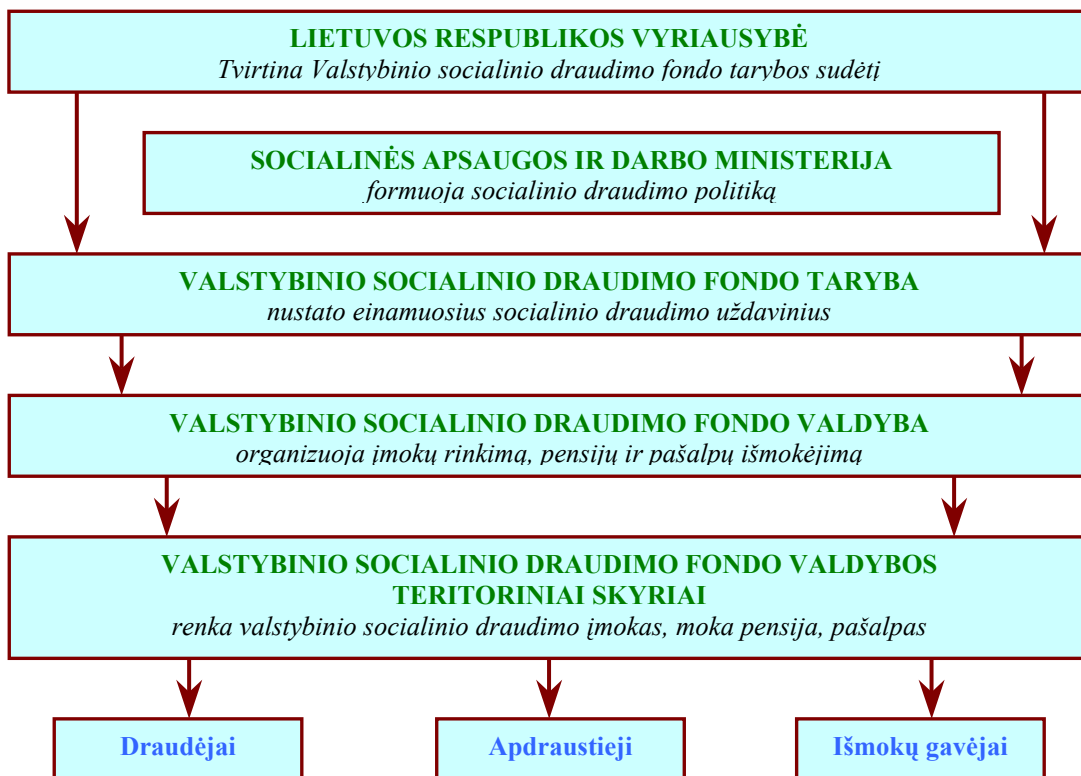 LIETUVOS RESPUBLIKOS VYRIAUSYBĖ
Tvirtina Valstybinio socialinio draudimo fondo tarybos sudėtį
SOCIALINĖS APSAUGOS IR DARBO MINISTERIJA
formuoja socialinio draudimo politiką
VALSTYBINIO SOCIALINIO DRAUDIMO FONDO TARYBA
nustato einamuosius socialinio draudimo uždavinius
VALSTYBINIO SOCIALINIO DRAUDIMO FONDO VALDYBA
organizuoja įmokų rinkimą, pensijų ir pašalpų išmokėjimą
VALSTYBINIO SOCIALINIO DRAUDIMO FONDO VALDYBOS
TERITORINIAI SKYRIAI
renka valstybinio socialinio draudimo įmokas, moka pensija, pašalpas
Draudėjai
Apdraustieji
Išmokų gavėjai